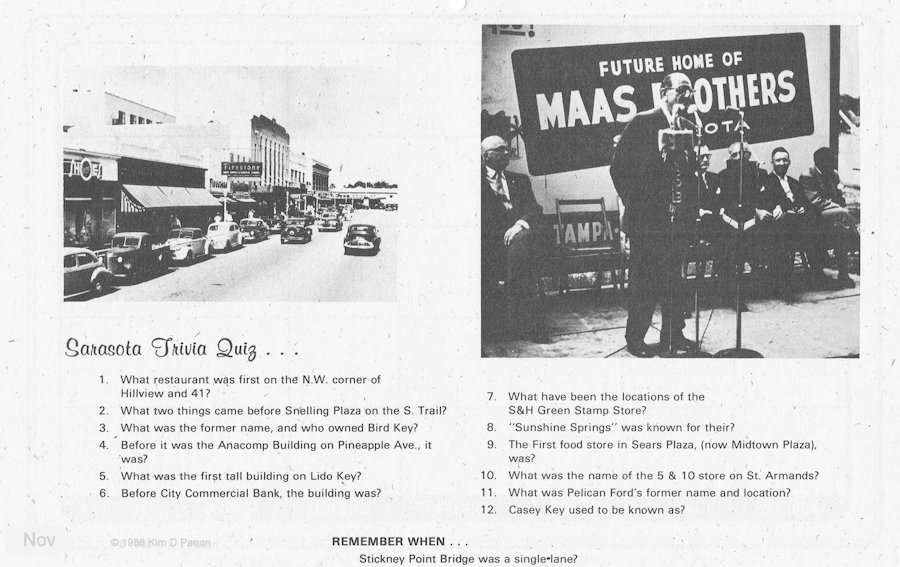 Firestone
FUTURE HOME OF
MAAS BROTHERS
TAMPA
Sarasota Trivia Quiz . . .
1. What restaurant was first on the N.W. corner of
Hillview and 41?
2. What two things came before Snelling Plaza on the S. Trail?
3. What was the former name, and who owned Bird Key?
4. Before it was the Anacomp Building on Pineapple Ave., it
was?
5. What was the first tall building on Lido Key?
6. Before City Commercial Bank, the building was?
7. What have been the locations of the
S&H Green Stamp Store?
8. "Sunshine Springs" was known for their?
9. The First food store in Sears Plaza, (now Midtown Plaza),
was?
10. What was the name of the 5 & 10 store on St. Armands?
11. What was Pelican Ford's former name and location?
12. Casey Key used to be known as?
Nov
© 1986 Kim D Patton
REMEMBER WHEN . . .
Stickney Point Bridge was a single-lane?